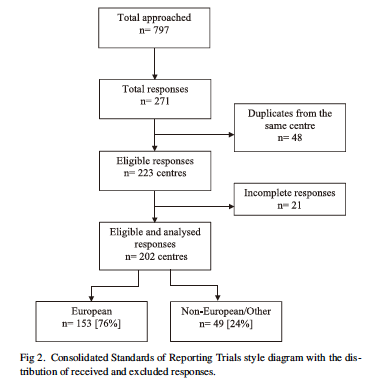 Total approached
n= 797
Total responses
n= 271
Duplicates from the
same centre
n= 48
Eligible responses
n= 223 centres
Incomplete responses
n= 21
Eligible and analysed
responses
n= 202 centres
European
n= 153 [76%]
Non-European/Other
n= 49 [24%]
Fig 2. Consolidated Standards of Reporting Trials style diagram with the dis-
tribution of received and excluded responses.